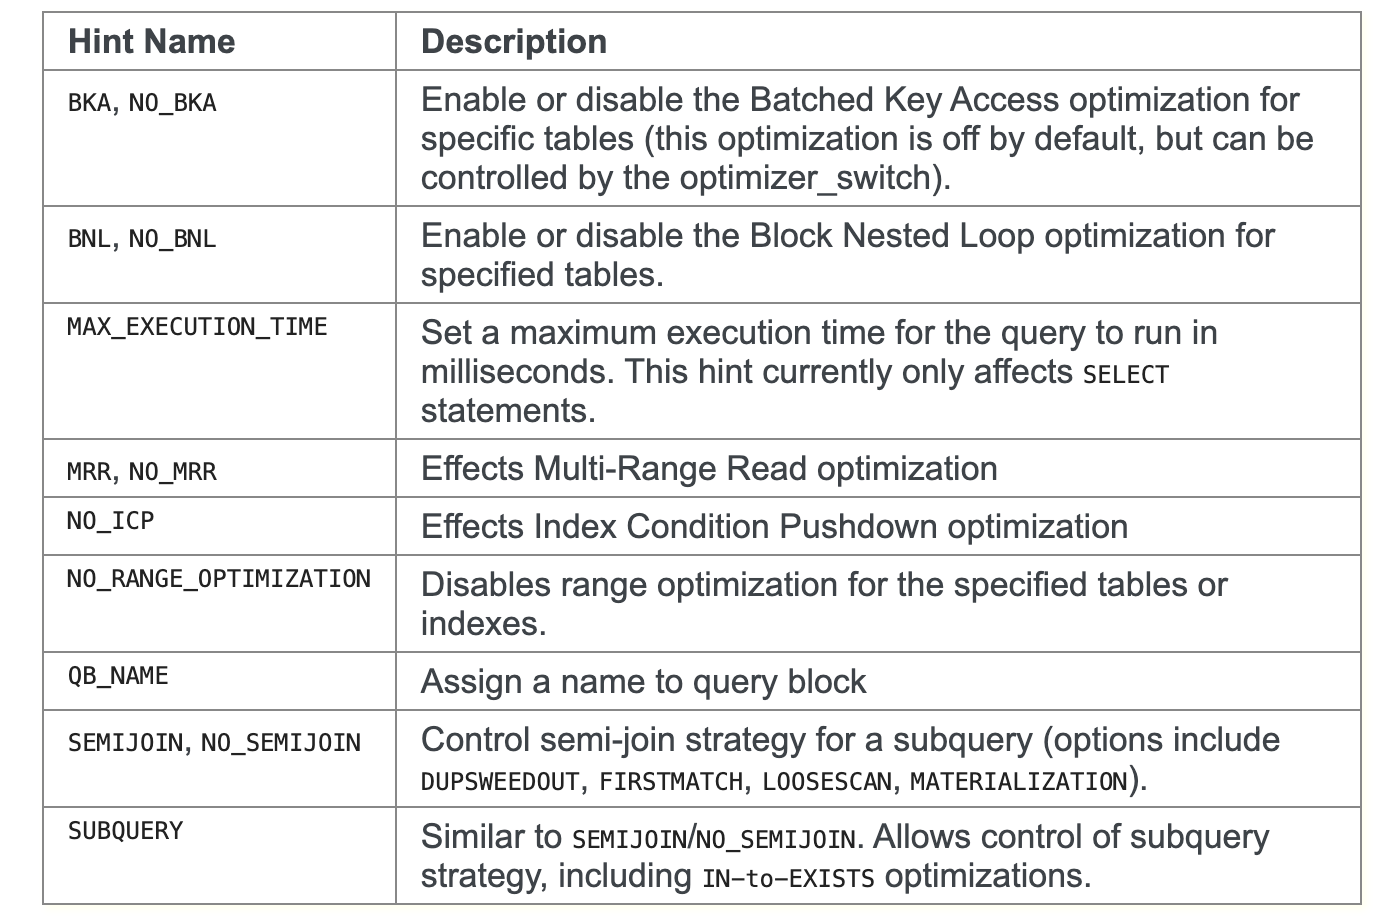 Hint Name Description
BKA, NO_BKA Enable or disable the Batched Key Access optimization for
specific tables (this optimization is off by default, but can be
controlled by the optimizer_switch).
BNL, NO_BNL Enable or disable the Block Nested Loop optimization for
specified tables.
MAX_EXECUTION_TIME Set a maximum execution time for the query to run in
milliseconds. This hint currently only affects SELECT
statements.
MRR, NO_MRR Effects Multi-Range Read optimization
NO_ICP Effects Index Condition Pushdown optimization
NO_RANGE_OPTIMIZATION Disables range optimization for the specified tables or
indexes.
QB_NAME Assign a name to query block
SEMIJOIN, NO_SEMIJOIN Control semi-join strategy for a subquery (options include
DUPSWEEDOUT, FIRSTMATCH, LOOSESCAN, MATERIALIZATION).
SUBQUERY Similar to SEMIJOIN/NO_SEMIJOIN. Allows control of subquery
strategy, including IN-to-EXISTS optimizations.